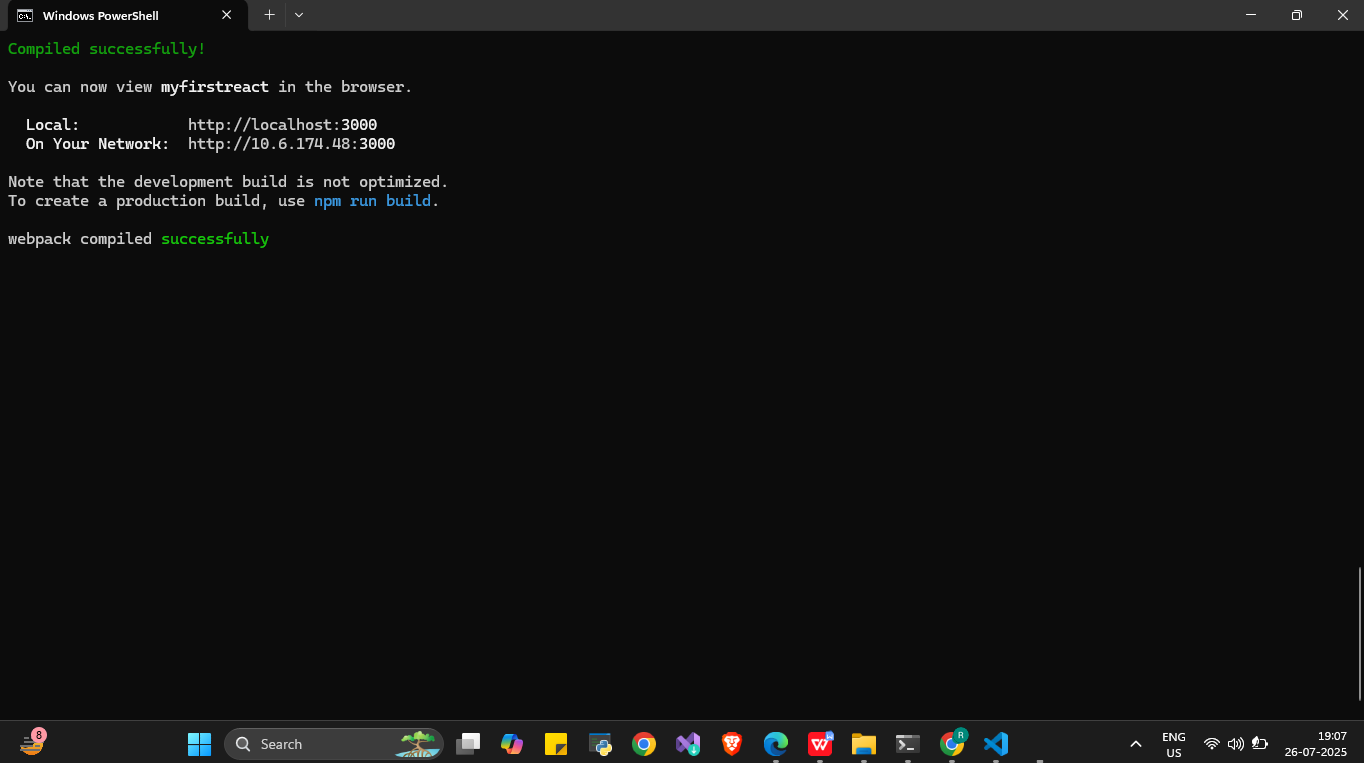 Windows PowerShell
Compiled successfully!
You can now view myfirstreact in the browser.
Local: http://localhost:3000
On Your Network: http://10.6.174.48:3000
Note that the development build is not optimized.
To create a production build, use npm run build.
webpack compiled successfully
8
Search
R
ENG
US
19:07
26-07-2025